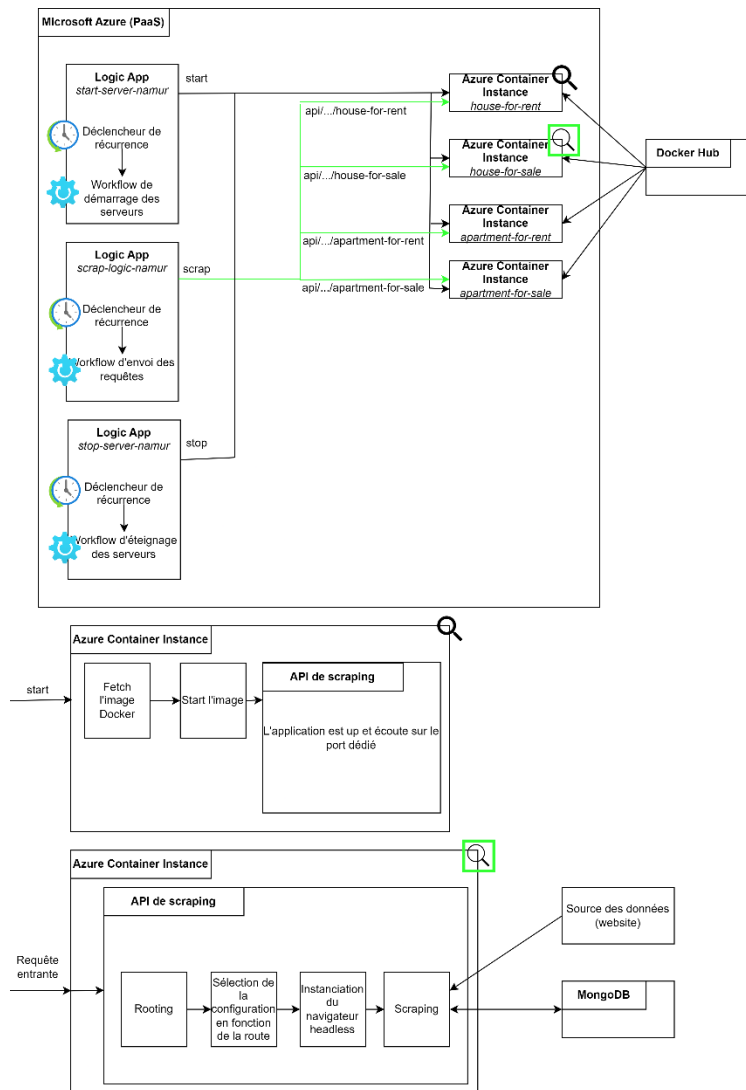 Microsoft Azure (PaaS)
Logic App
start-server-namur
Déclencheur de
récurrence
Workflow de
démarrage des
serveurs
start
Logic App
scrap-logic-namur
Déclencheur de
récurrence
Workflow d'envoi des
requêtes
scrap
Logic App
stop-server-namur
Déclencheur de
récurrence
Workflow d'éteignage
des serveurs
stop
api/.../house-for-rent
api/.../house-for-sale
api/.../apartment-for-rent
api/.../apartment-for-sale
Azure Container
Instance
house-for-rent
Azure Container
Instance
house-for-sale
Azure Container
Instance
apartment-for-rent
Azure Container
Instance
apartment-for-sale
Docker Hub
Azure Container Instance
start
Fetch
l'image
Docker
Start l'image
API de scraping
L'application est up et écoute sur le
port dédié
Azure Container Instance
API de scraping
Requête
entrante
Rooting
Sélection de
la
configuration
en fonction
de la route
Instanciation
du
navigateur
headless
Scraping
Source des données
(website)
MongoDB